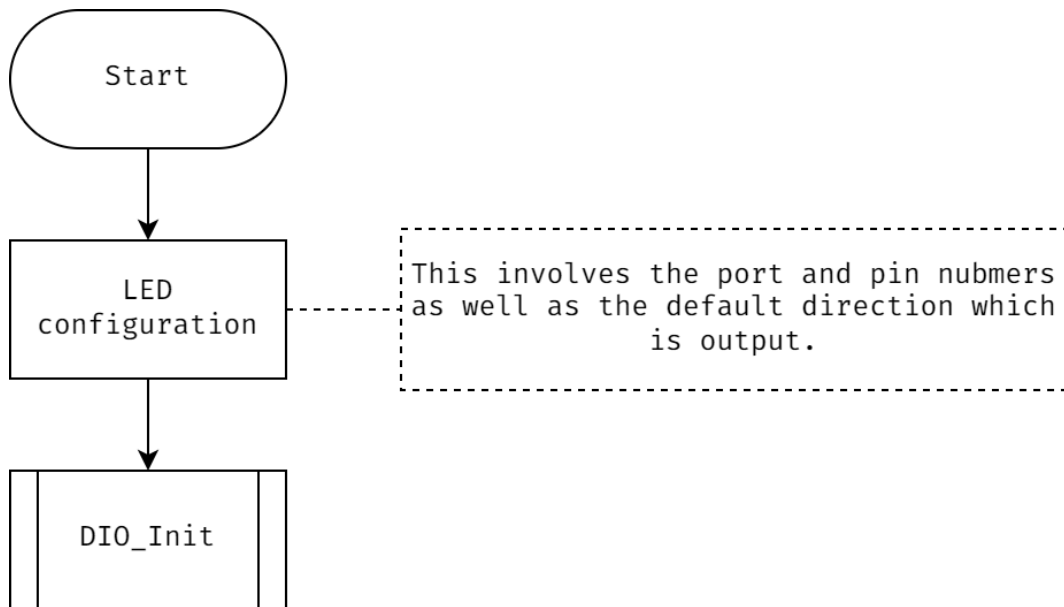 Start
LED
configuration
This involves the port and pin nubmers
as well as the default direction which
is output.
DIO_Init